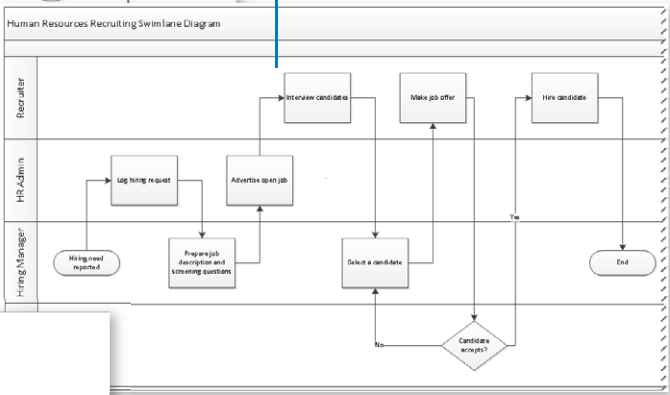 Human Resources Recruiting Swimlane Diagram
Recruiter
Interview candidates
Make job offer
Hire candidate
HR Admin
Log hiring request
Advertise open job
Yes
Hiring Manager
Hiring need
reported
Prepare job
description and
screening questions
Select a candidate
End
No
Candidate
accepts?